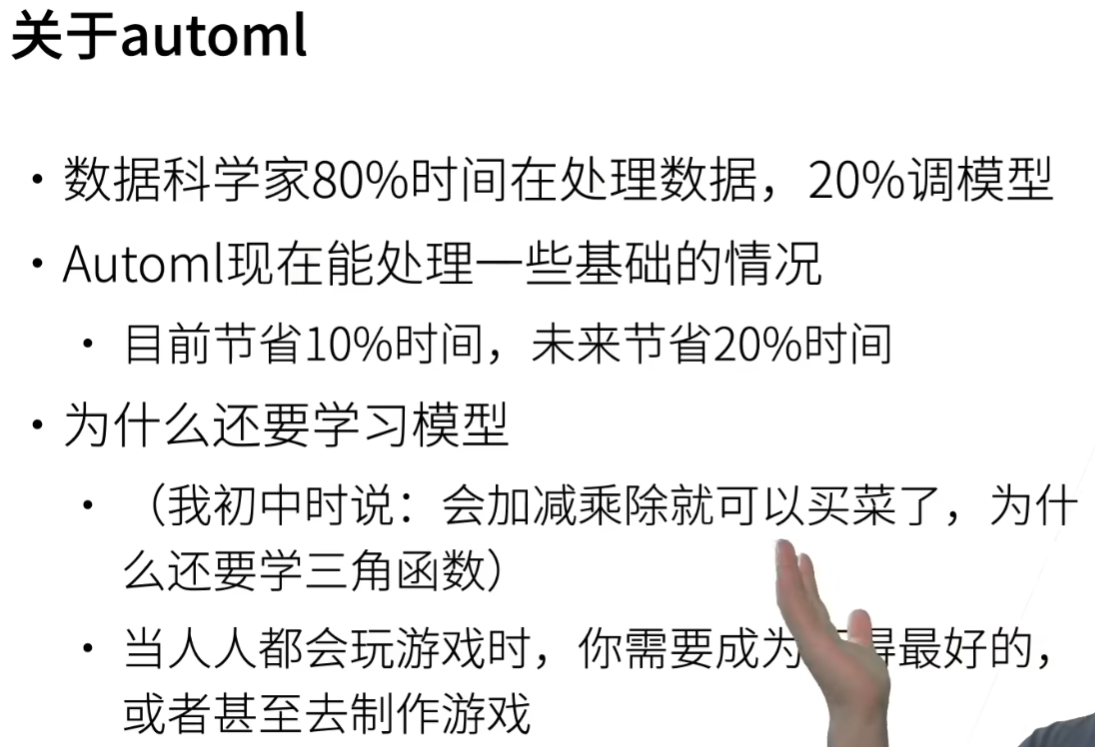 关于automl
• 数据科学家80%时间在处理数据，20%调模型
• Automl现在能处理一些基础的情况
• 目前节省10%时间，未来节省20%时间
• 为什么还要学习模型
• （我初中时说：会加减乘除就可以买菜了，为什
么还要学三角函数）
• 当人人都会玩游戏时，你需要成为得最好的，
或者甚至去制作游戏